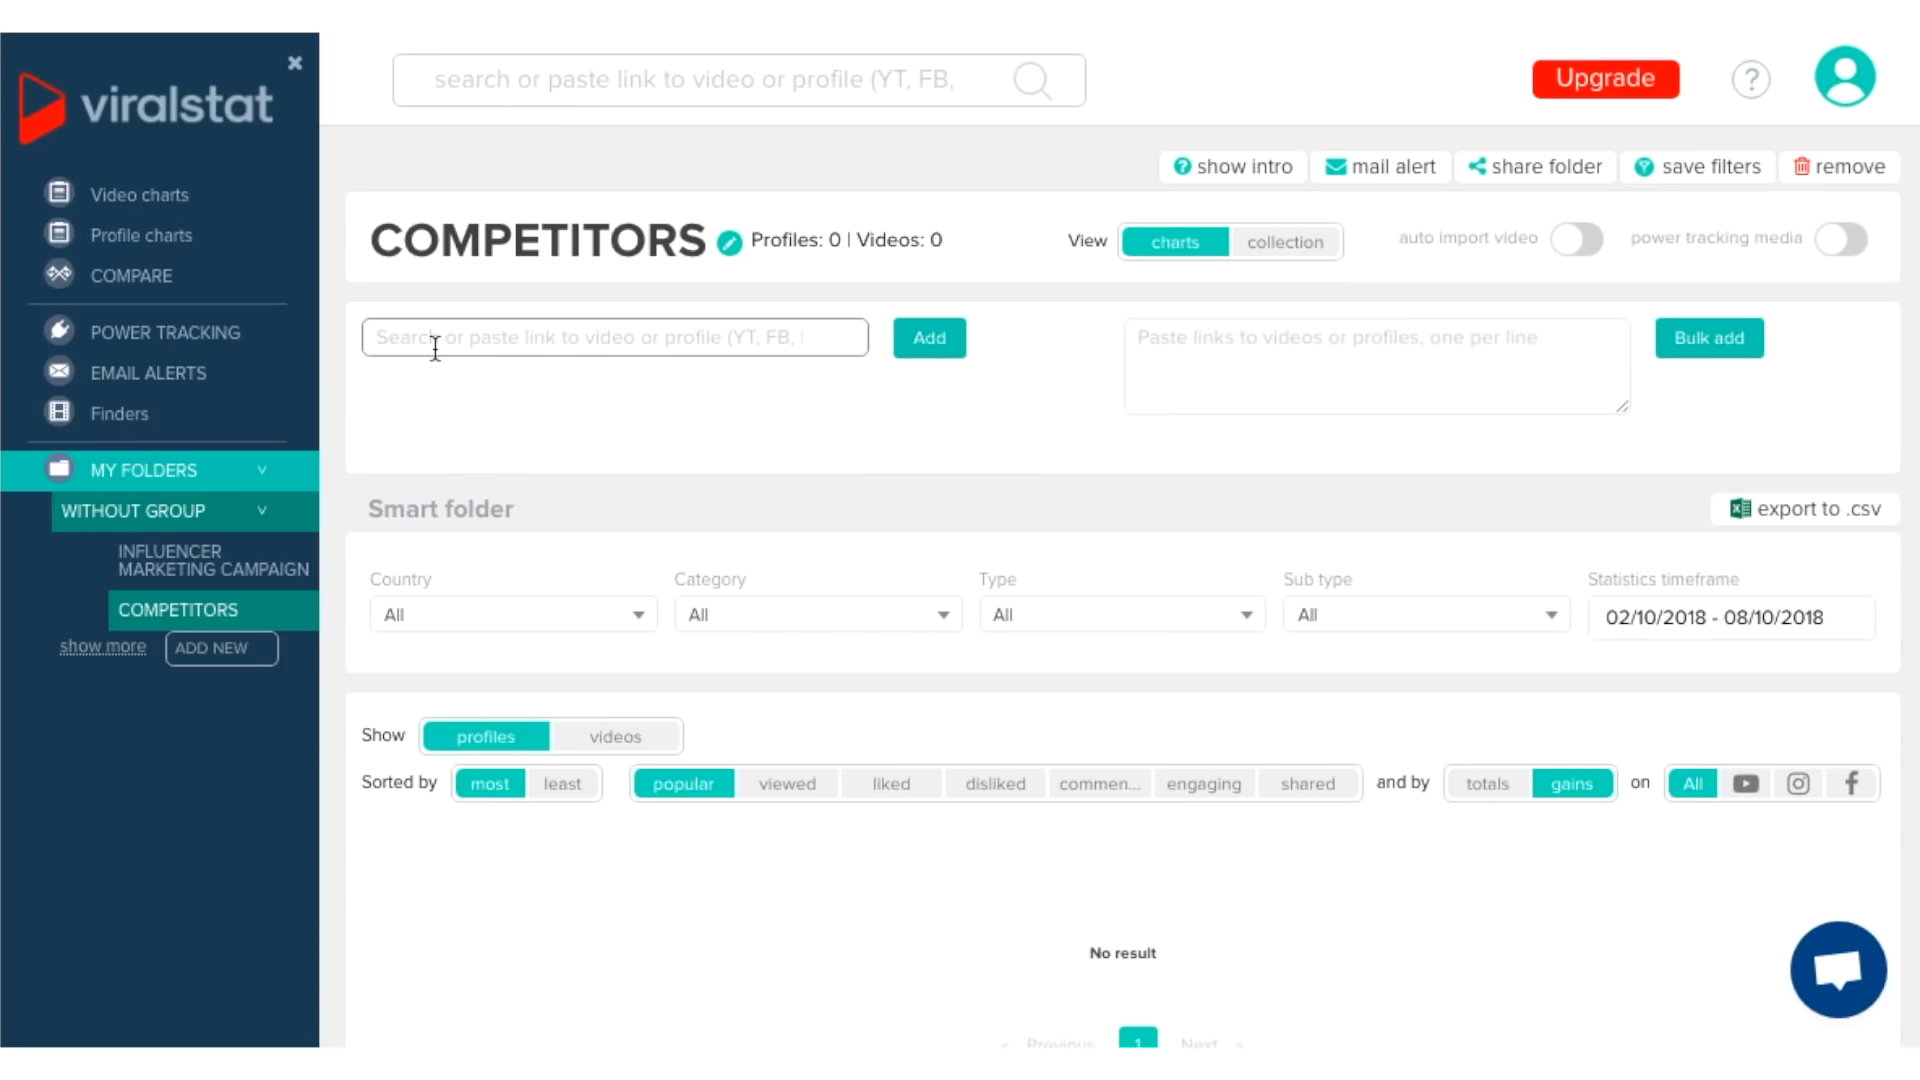 viralstat
search or paste link to video or profile (YT, FB,
Upgrade
?
Video charts
Profile charts
COMPARE
POWER TRACKING
EMAIL ALERTS
Finders
MY FOLDERS
WITHOUT GROUP
INFLUENCER
MARKETING CAMPAIGN
COMPETITORS
show more ADD NEW
show intro mail alert share folder save filters remove
COMPETITORS Profiles: 0 | Videos: 0 View charts collection auto import video power tracking media
Search or paste link to video or profile (YT, FB, Add Paste links to videos or profiles, one per line Bulk add
Smart folder export to .csv
Country Category Type Sub type Statistics timeframe
All All All All 02/10/2018 - 08/10/2018
Show profiles videos
Sorted by most least popular viewed liked disliked commen... engaging shared and by totals gains on All
No result
Previous 1 Next